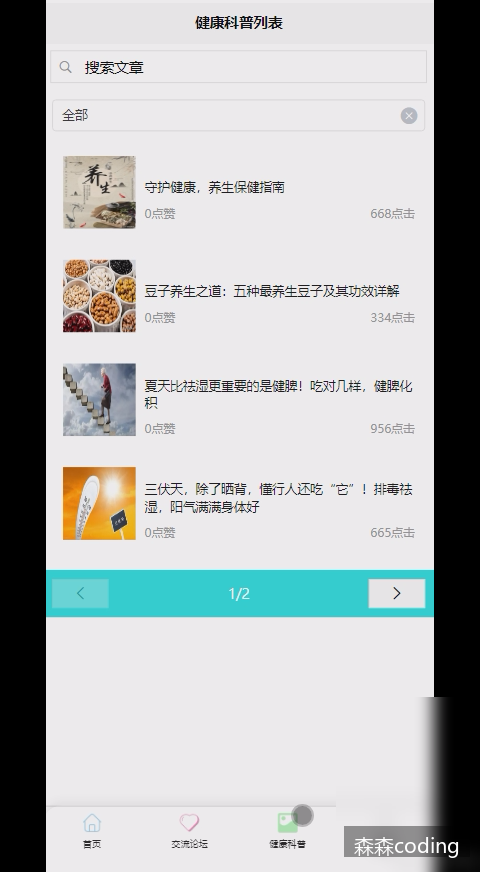 健康科普列表
搜索文章
全部
养生
守护健康，养生保健指南
0点赞 668点击
豆子养生之道：五种最养生豆子及其功效详解
0点赞 334点击
夏天比祛湿更重要的是健脾！吃对几样，健脾化
积
0点赞 956点击
三伏天，除了晒背，懂行人还吃“它”！排毒祛
湿，阳气满满身体好
0点赞 665点击
1/2
首页 交流论坛 健康科普
森森coding